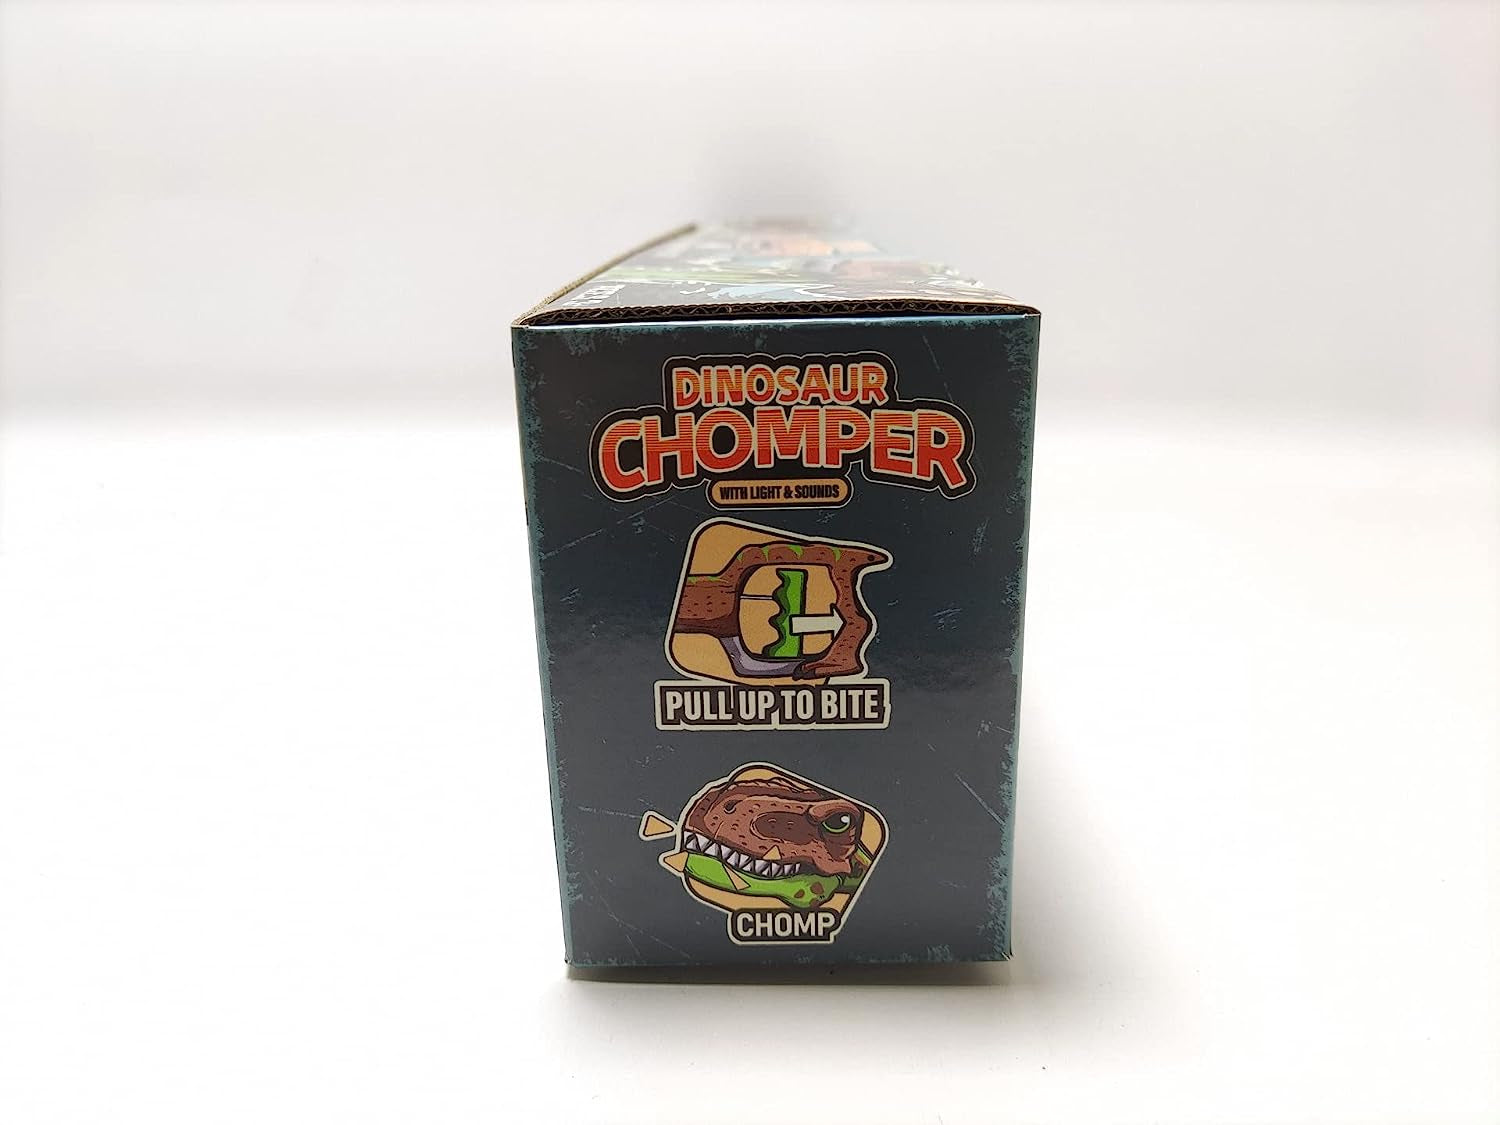 DINOSAUR
CHOMPER
WITH LIGHT & SOUNDS
PULL UP TO BITE
CHOMP